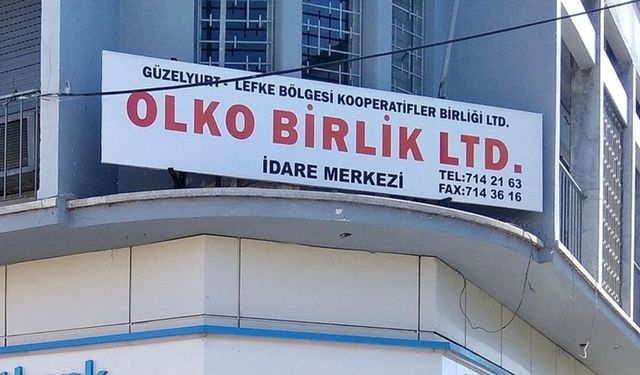 GÜZELYURT - LEFKE BÖLGESİ KOOPERATİFLER BİRLİĞİ LTD.
OLKO BİRLİK LTD.
İDARE MERKEZİ
TEL:714 21 63
FAX:714 36 16